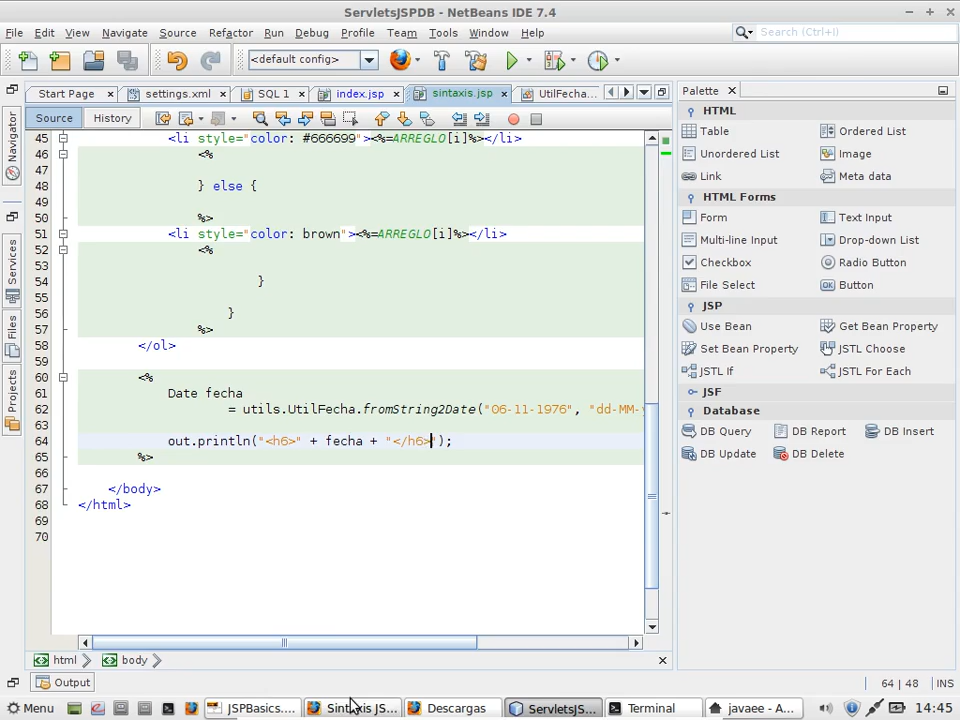 ServletsJSPDB - NetBeans IDE 7.4
File Edit View Navigate Source Refactor Run Debug Profile Team Tools Window Help
Search (Ctrl+I)
<default config>
Start Page settings.xml SQL 1 index.jsp sintaxis.jsp UtilFecha...
Palette
Source History
Navigator
Services
Files
Projects
45 <li style="color: #666699"><%=ARREGLO[i]%></li>
46 <%
47
48 } else {
49
50 %>
51 <li style="color: brown"><%=ARREGLO[i]%></li>
52 <%
53
54 }
55
56 }
57 %>
58 </ol>
59
60 <%
61 Date fecha
62 = utils.UtilFecha.fromString2Date("06-11-1976", "dd-MM-
63
64 out.println("<h6>" + fecha + "</h6>");
65 %>
66
67 </body>
68 </html>
69
70
HTML
Table Ordered List
Unordered List Image
Link Meta data
HTML Forms
Form Text Input
Multi-line Input Drop-down List
Checkbox Radio Button
File Select Button
JSP
Use Bean Get Bean Property
Set Bean Property JSTL Choose
JSTL If JSTL For Each
JSF
Database
DB Query DB Report DB Insert
DB Update DB Delete
html body
Output
64 | 48 INS
Menu JSPBasics.... Sintaxis JS... Descargas ServletsJS... Terminal javaee - A... 14:45